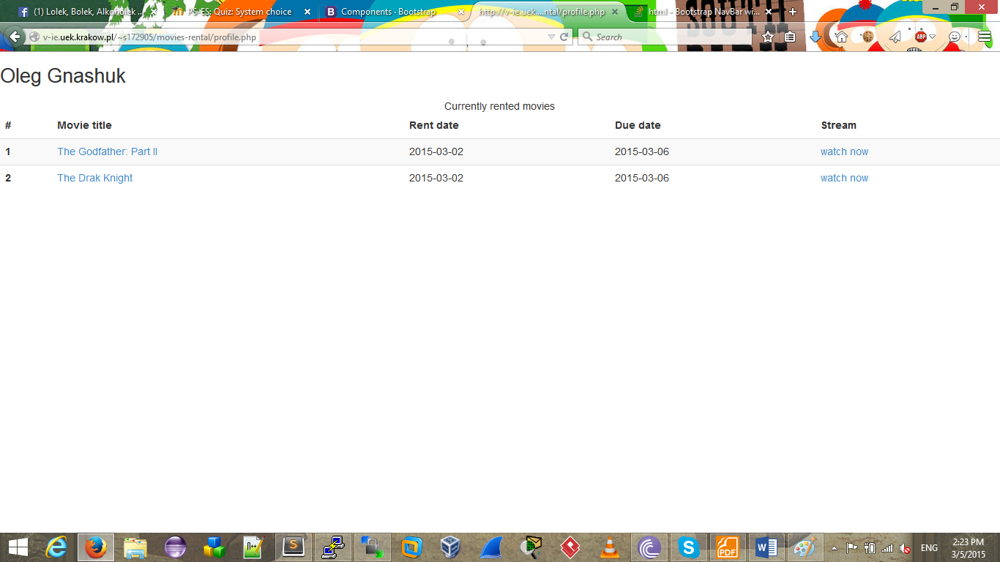 (1) Lolek, Bolek, Alkoholek ... PS-ES: Quiz: System choice Components · Bootstrap http://v-ie.uek....ntal/profile.php html - Bootstrap NavBar wi...
v-ie.uek.krakow.pl/~s172905/movies-rental/profile.php Search ABP
Oleg Gnashuk
Currently rented movies
# Movie title Rent date Due date Stream
1 The Godfather: Part II 2015-03-02 2015-03-06 watch now
2 The Drak Knight 2015-03-02 2015-03-06 watch now
ENG 2:23 PM
3/5/2015